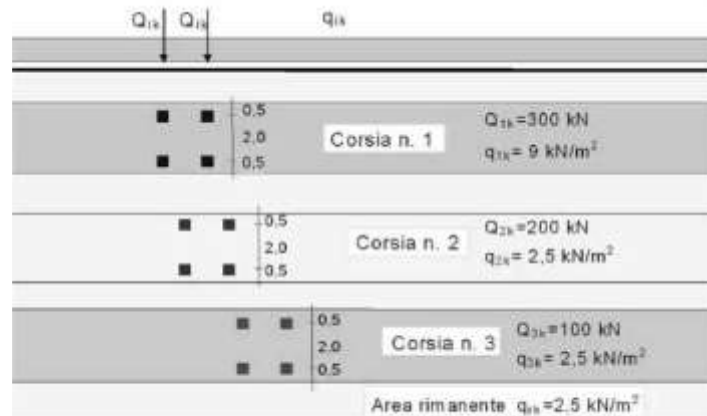 Q1k Q1k q1k
0,5
2,0
0,5
Corsia n. 1
Q1k=300 kN
q1k= 9 kN/m²
0,5
2,0
0,5
Corsia n. 2
Q2k=200 kN
q2k= 2,5 kN/m²
0,5
2.0
0.5
Corsia n. 3
Q3k=100 kN
q3k= 2,5 kN/m²
Area rimanente qrk=2.5 kN/m²